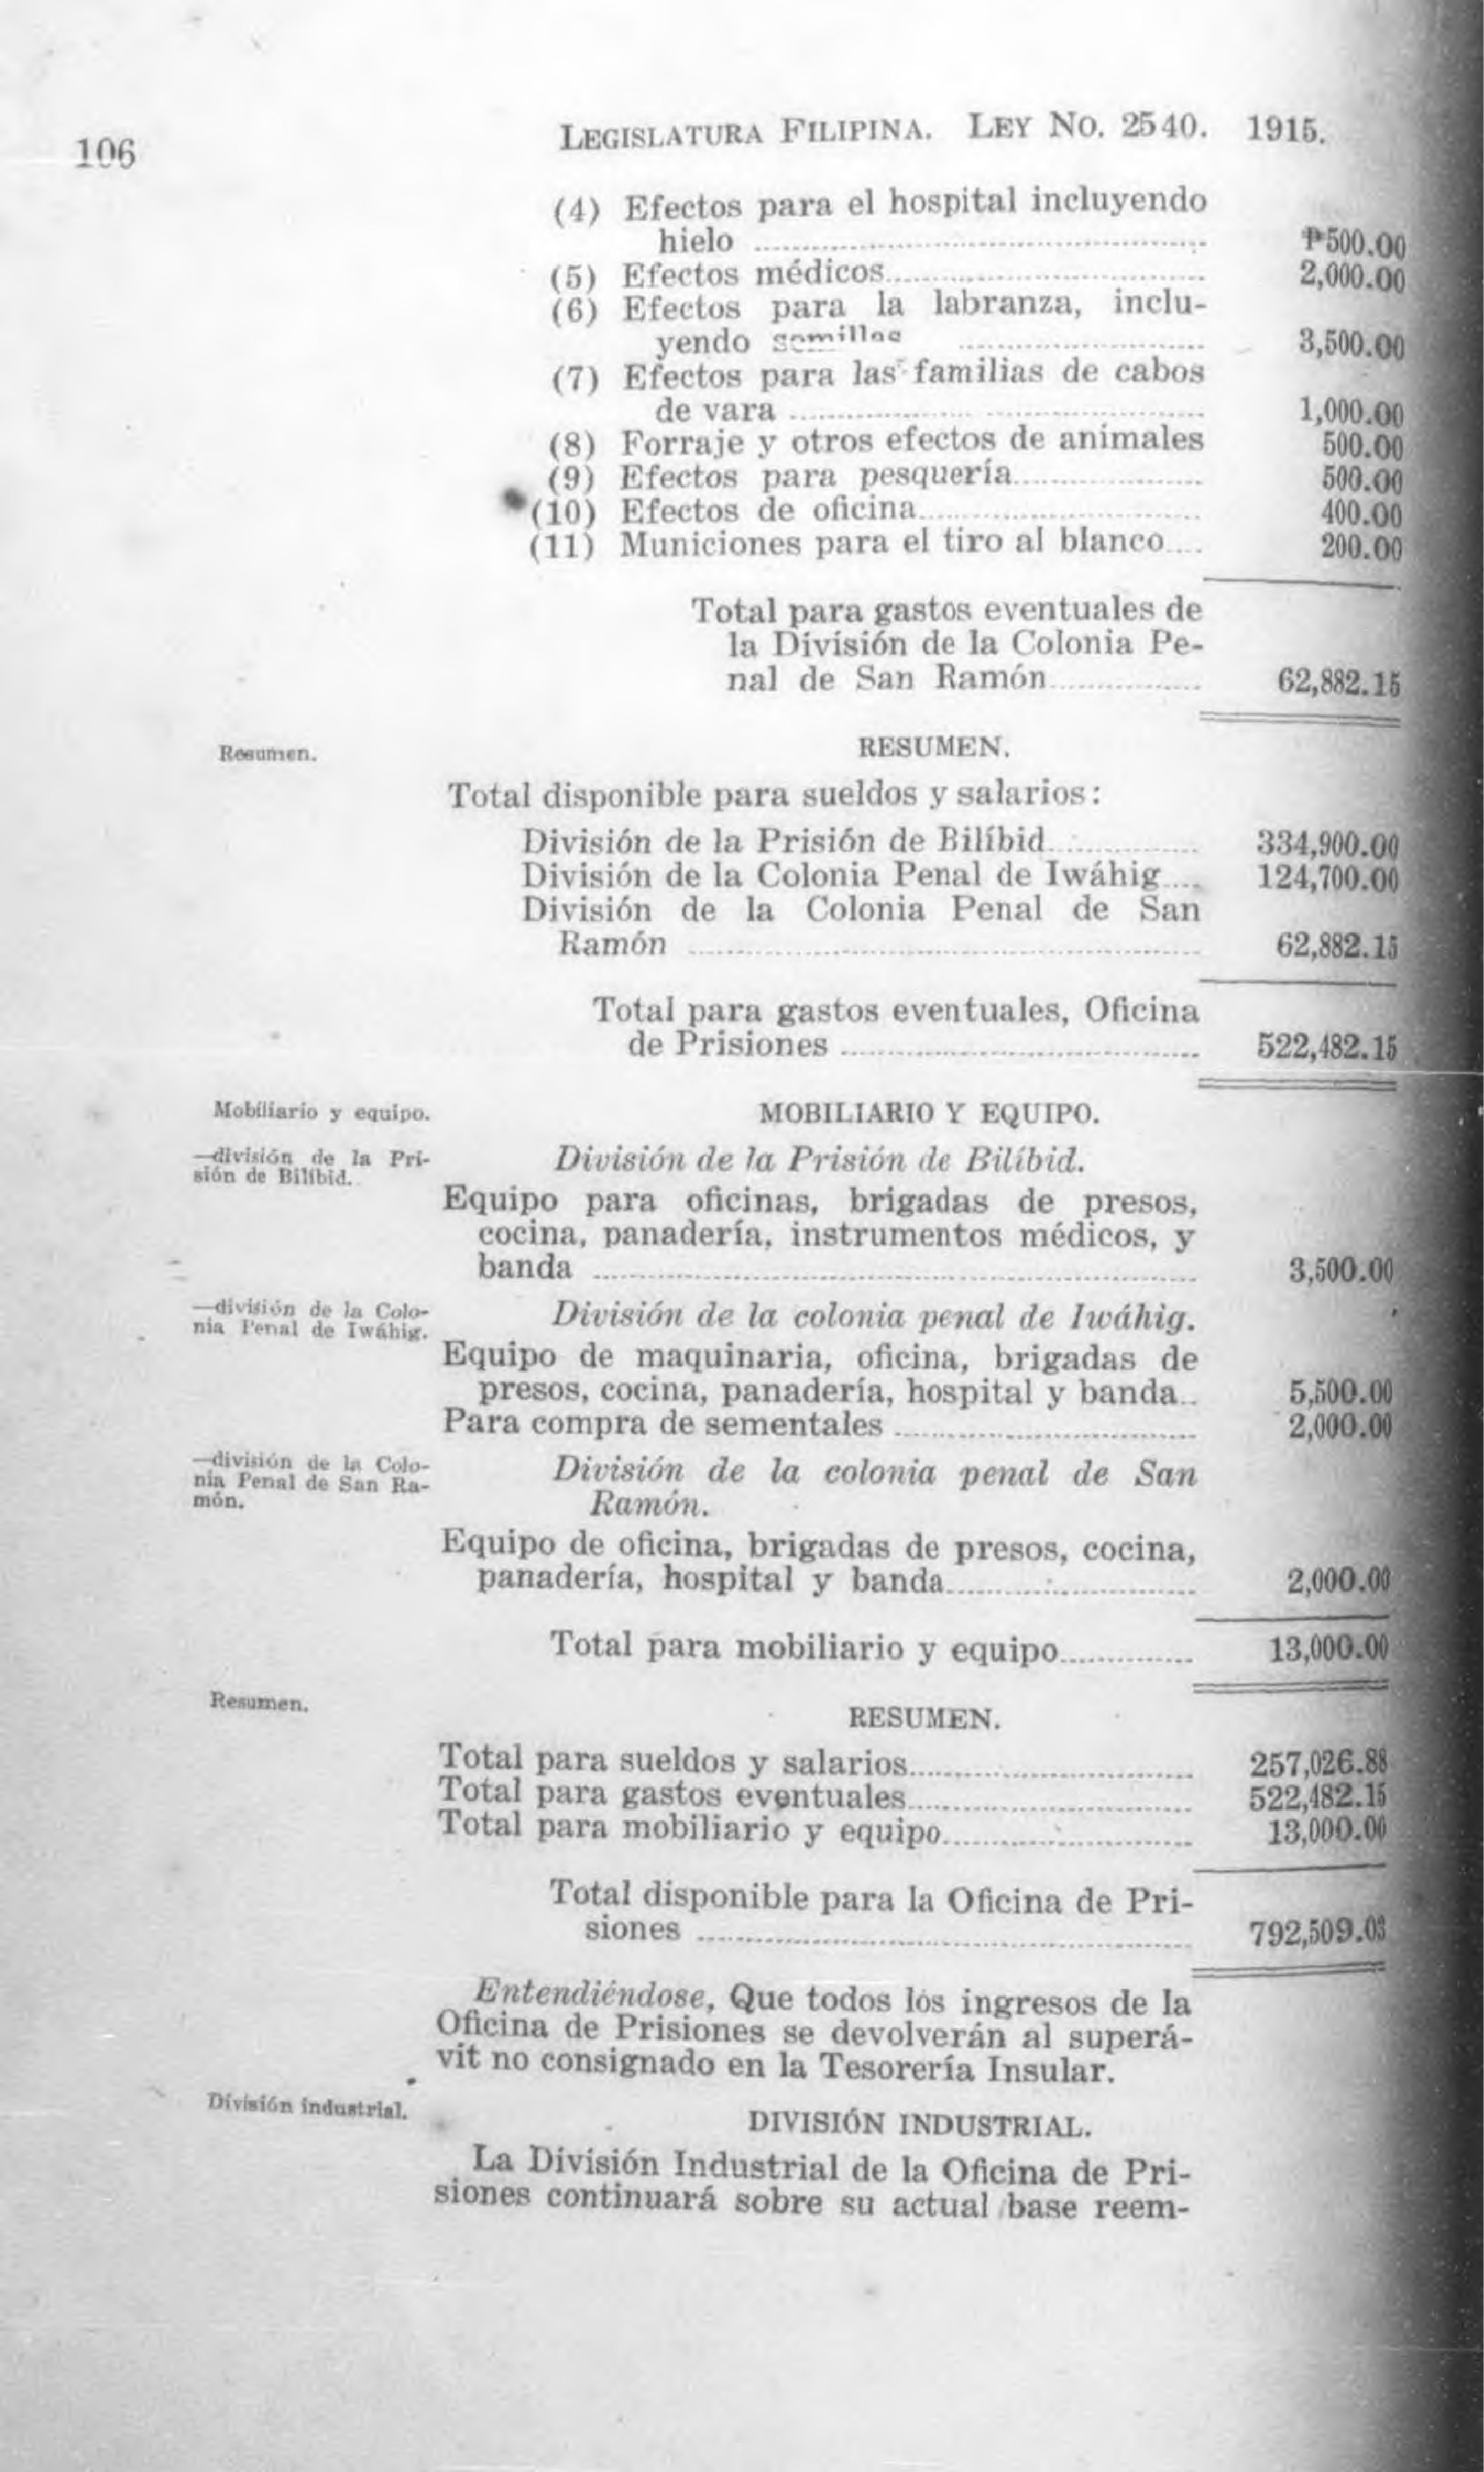 106
LEGISLATURA FILIPINA. LEY NO. 2540. 1915.
(4) Efectos para el hospital incluyendo
hielo ₱500.00
(5) Efectos médicos 2,000.00
(6) Efectos para la labranza, inclu-
yendo semillas 3,500.00
(7) Efectos para las familias de cabos
de vara 1,000.00
(8) Forraje y otros efectos de animales 500.00
(9) Efectos para pesquería 500.00
(10) Efectos de oficina 400.00
(11) Municiones para el tiro al blanco 200.00
Total para gastos eventuales de
la División de la Colonia Pe-
nal de San Ramón 62,882.15
Resumen.
RESUMEN.
Total disponible para sueldos y salarios:
División de la Prisión de Bilíbid 334,900.00
División de la Colonia Penal de Iwáhig 124,700.00
División de la Colonia Penal de San
Ramón 62,882.15
Total para gastos eventuales, Oficina
de Prisiones 522,482.15
Mobiliario y equipo.
MOBILIARIO Y EQUIPO.
—división de la Pri-
sión de Bilíbid.
División de la Prisión de Bilíbid.
Equipo para oficinas, brigadas de presos,
cocina, panadería, instrumentos médicos, y
banda 3,500.00
—división de la Colo-
nia Penal de Iwáhig.
División de la colonia penal de Iwáhig.
Equipo de maquinaria, oficina, brigadas de
presos, cocina, panadería, hospital y banda 5,500.00
Para compra de sementales 2,000.00
—división de la Colo-
nia Penal de San Ra-
món.
División de la colonia penal de San
Ramón.
Equipo de oficina, brigadas de presos, cocina,
panadería, hospital y banda 2,000.00
Total para mobiliario y equipo 13,000.00
Resumen.
RESUMEN.
Total para sueldos y salarios 257,026.88
Total para gastos eventuales 522,482.15
Total para mobiliario y equipo 13,000.00
Total disponible para la Oficina de Pri-
siones 792,509.03
Entendiéndose, Que todos los ingresos de la
Oficina de Prisiones se devolverán al superá-
vit no consignado en la Tesorería Insular.
División industrial.
DIVISIÓN INDUSTRIAL.
La División Industrial de la Oficina de Pri-
siones continuará sobre su actual base reem-